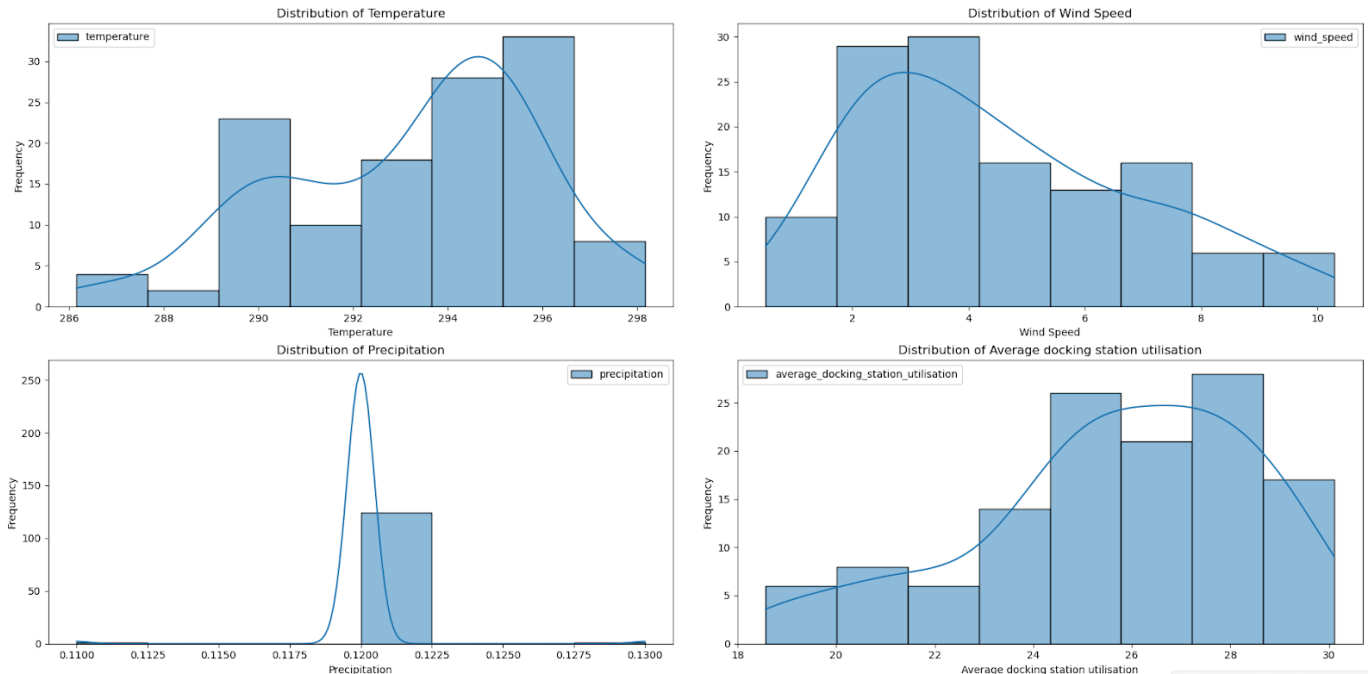 Distribution of Temperature
temperature
Frequency
30
25
20
15
10
5
0
286 288 290 292 294 296 298
Temperature
Distribution of Wind Speed
wind_speed
Frequency
30
25
20
15
10
5
0
2 4 6 8 10
Wind Speed
Distribution of Precipitation
precipitation
Frequency
250
200
150
100
50
0
0.1100 0.1125 0.1150 0.1175 0.1200 0.1225 0.1250 0.1275 0.1300
Precipitation
Distribution of Average docking station utilisation
average_docking_station_utilisation
Frequency
25
20
15
10
5
0
18 20 22 24 26 28 30
Average docking station utilisation